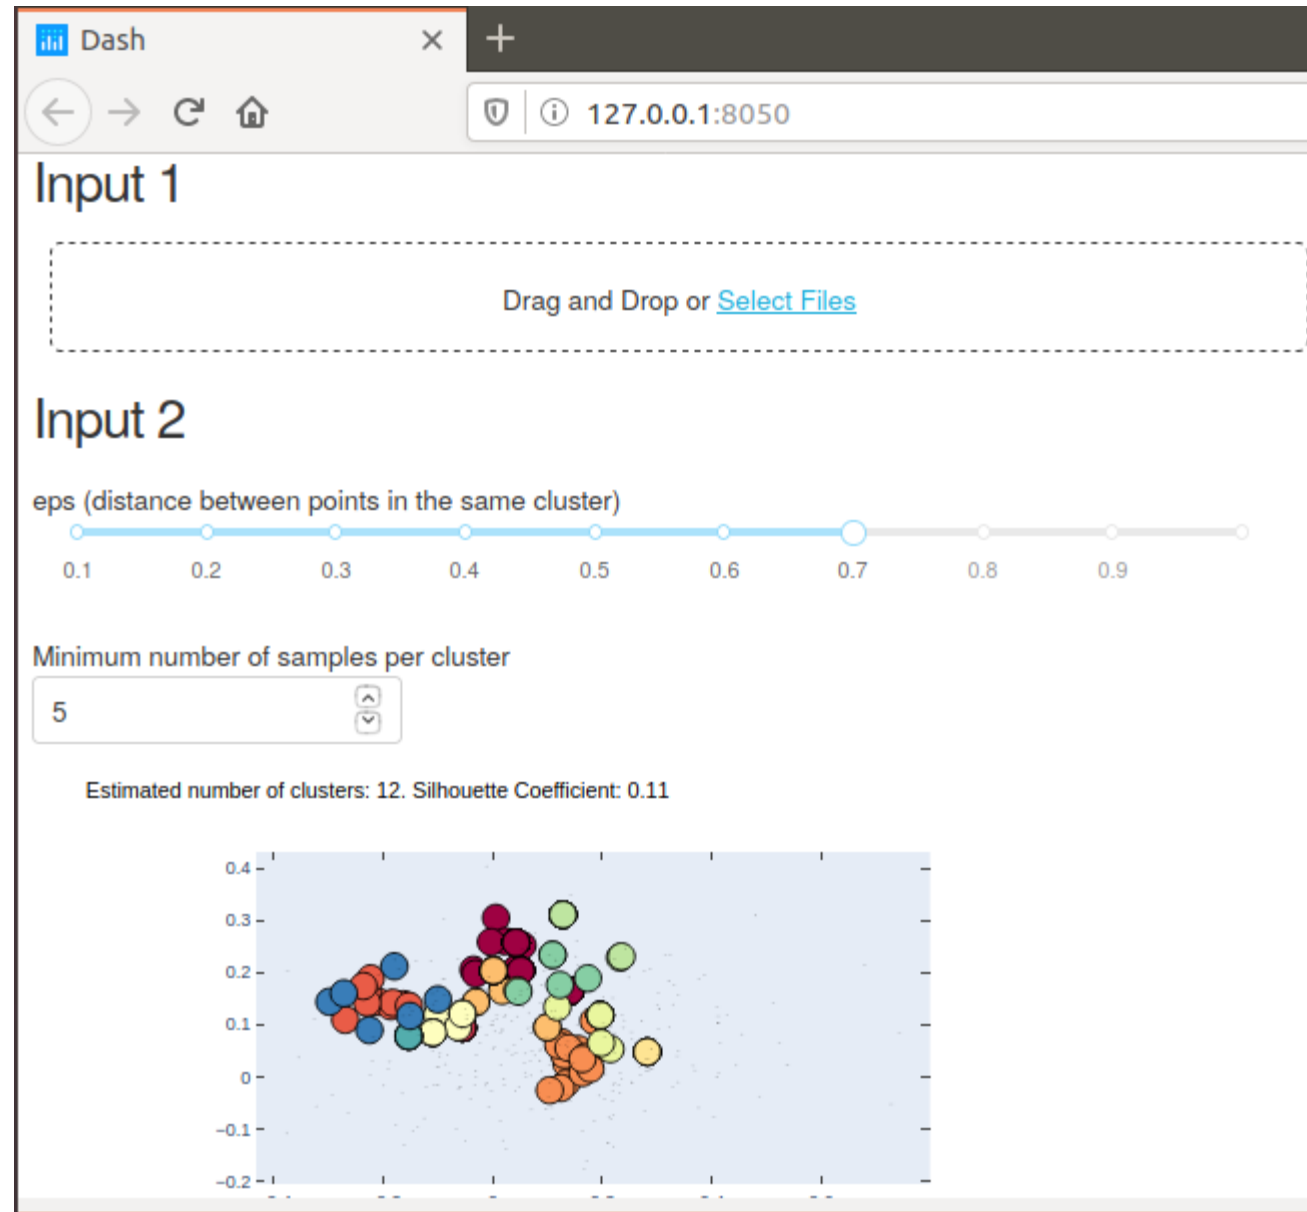 Dash
127.0.0.1:8050
Input 1
Drag and Drop or Select Files
Input 2
eps (distance between points in the same cluster)
0.1 0.2 0.3 0.4 0.5 0.6 0.7 0.8 0.9
Minimum number of samples per cluster
5
Estimated number of clusters: 12. Silhouette Coefficient: 0.11
0.4
0.3
0.2
0.1
0
−0.1
−0.2